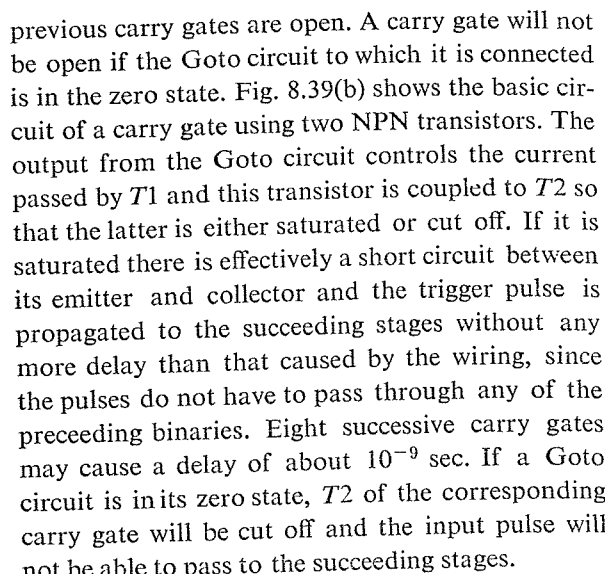 previous carry gates are open. A carry gate will not
be open if the Goto circuit to which it is connected
is in the zero state. Fig. 8.39(b) shows the basic cir-
cuit of a carry gate using two NPN transistors. The
output from the Goto circuit controls the current
passed by T1 and this transistor is coupled to T2 so
that the latter is either saturated or cut off. If it is
saturated there is effectively a short circuit between
its emitter and collector and the trigger pulse is
propagated to the succeeding stages without any
more delay than that caused by the wiring, since
the pulses do not have to pass through any of the
preceeding binaries. Eight successive carry gates
may cause a delay of about 10⁻⁹ sec. If a Goto
circuit is in its zero state, T2 of the corresponding
carry gate will be cut off and the input pulse will
not be able to pass to the succeeding stages.